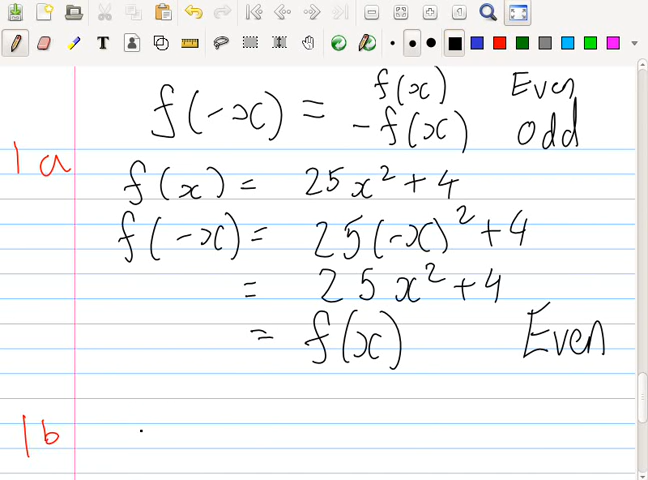 f(-x) = f(x) Even
-f(x) Odd
1a
f(x) = 25x² + 4
f(-x) = 25(-x)² + 4
= 25x² + 4
= f(x) Even
1b